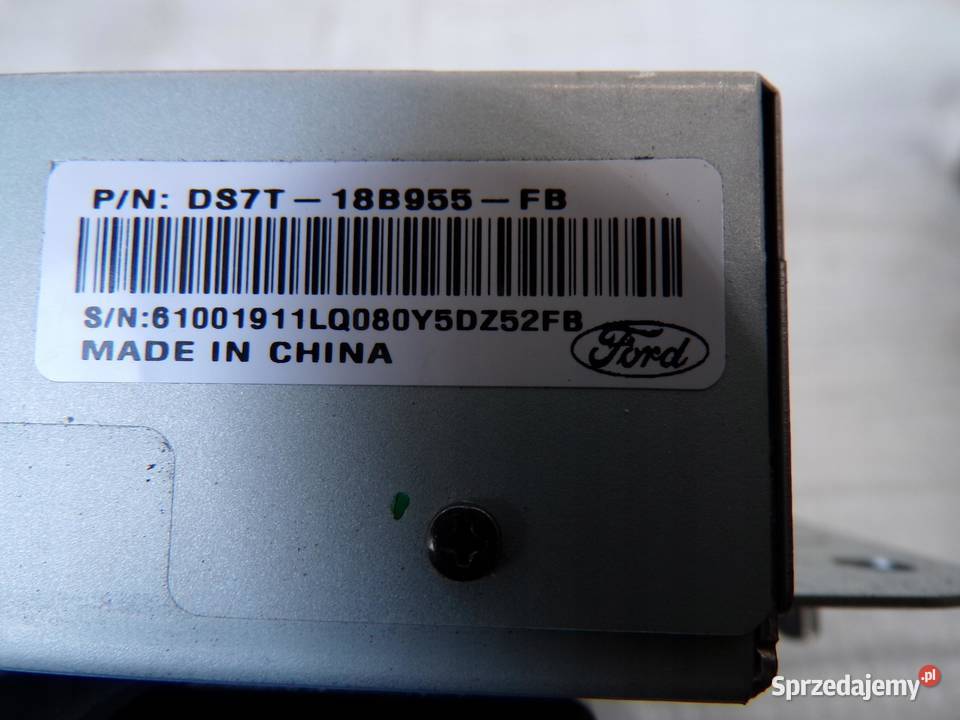 P/N: DS7T-18B955-FB
S/N:61001911LQ080Y5DZ52FB
MADE IN CHINA
Ford
Sprzedajemy.pl